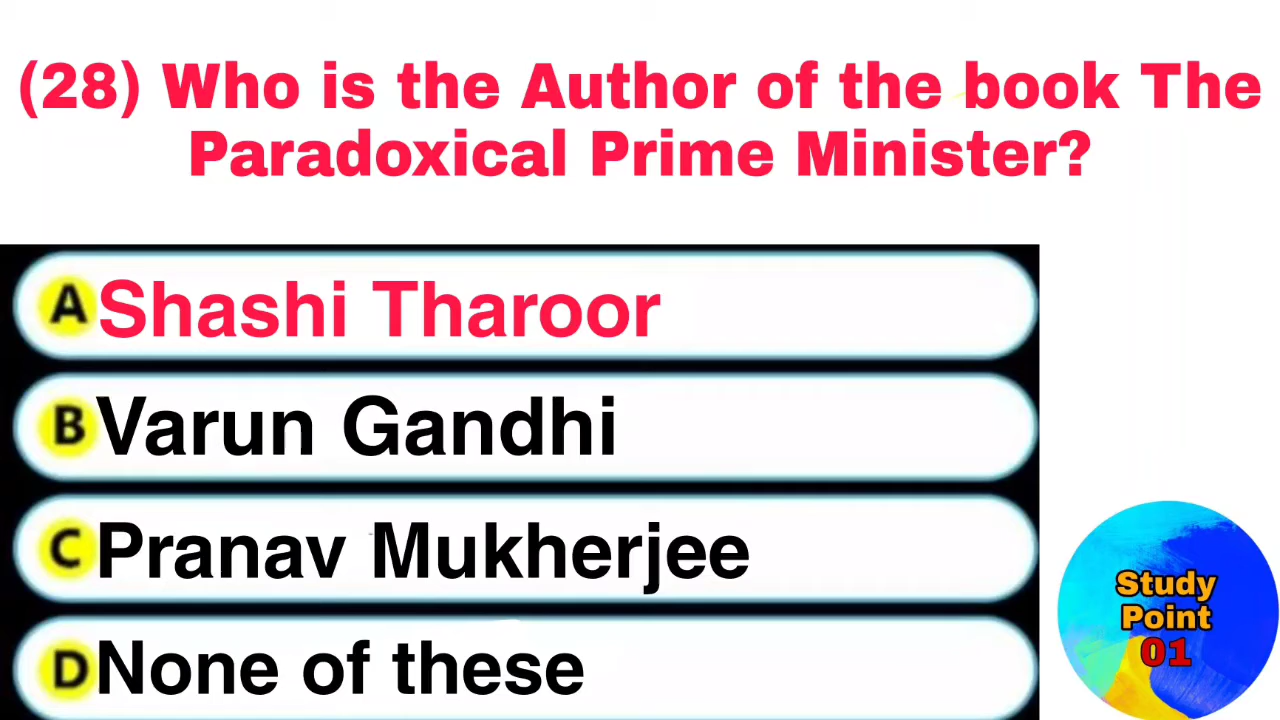 (28) Who is the Author of the book The
Paradoxical Prime Minister?
A Shashi Tharoor
B Varun Gandhi
C Pranav Mukherjee
D None of these
Study
Point
01